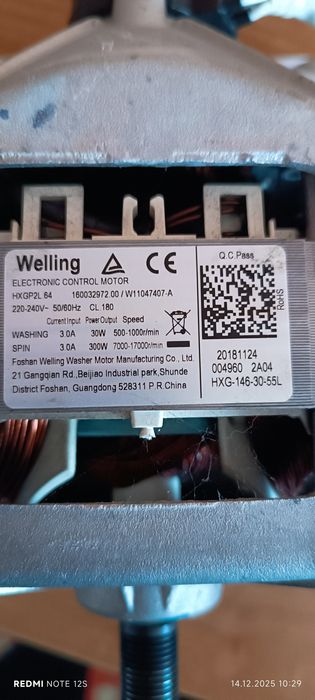 Welling
ELECTRONIC CONTROL MOTOR
HXGP2L 64 160032972.00 / W11047407-A
220-240V~ 50/60Hz CL.180
Current Input Power Output Speed
WASHING 3.0A 30W 500-1000r/min
SPIN 3.0A 300W 7000-17000r/min
Foshan Welling Washer Motor Manufacturing Co., Ltd.
21 Gangqian Rd.,Beijiao Industrial park,Shunde
District Foshan, Guangdong 528311 P.R.China
CE
Q.C.Pass
RoHS
20181124
004960 2A04
HXG-146-30-55L
REDMI NOTE 12S
14.12.2025 10:29